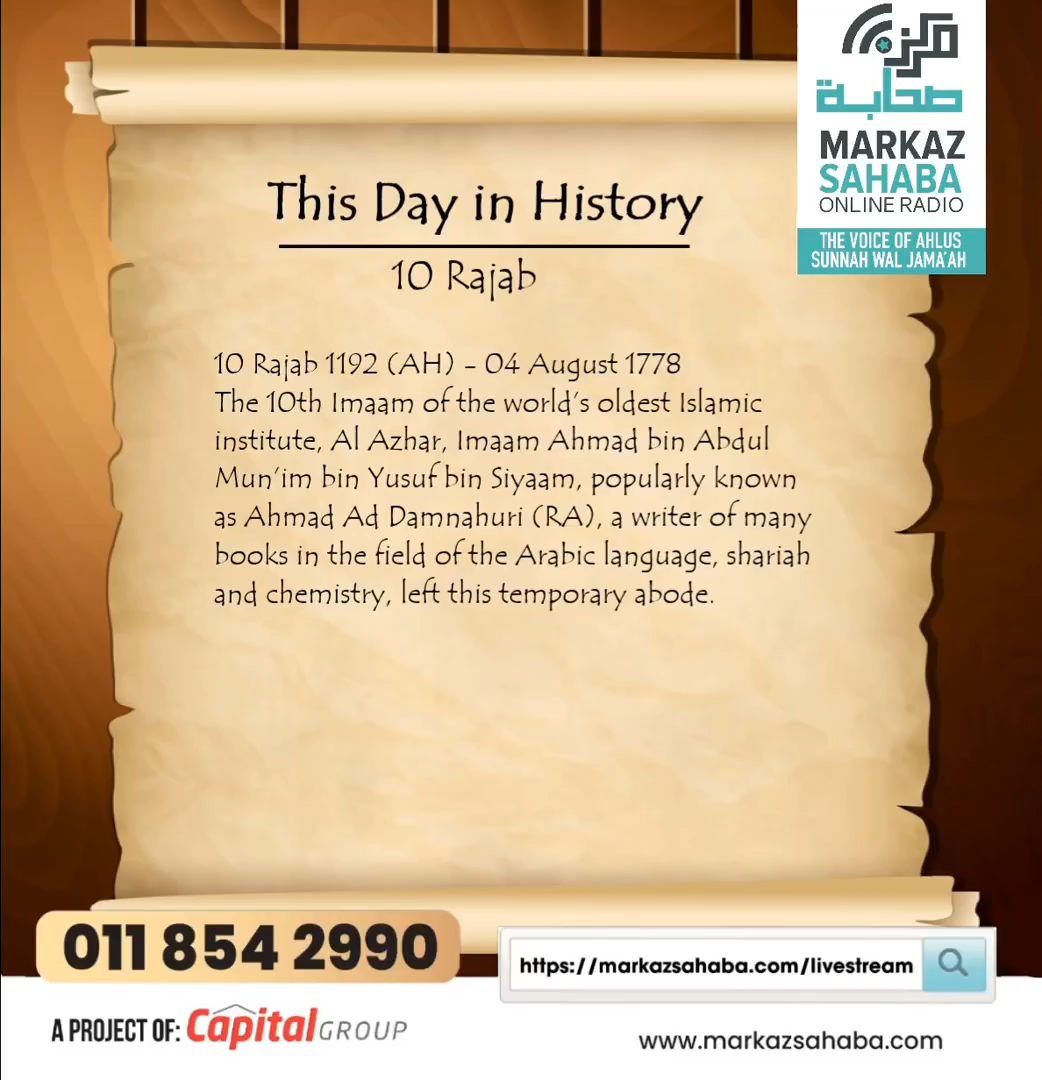 مركز
صحابة
MARKAZ
SAHABA
ONLINE RADIO
THE VOICE OF AHLUS
SUNNAH WAL JAMA'AH
This Day in History
10 Rajab
10 Rajab 1192 (AH) – 04 August 1778
The 10th Imaam of the world's oldest Islamic
institute, Al Azhar, Imaam Ahmad bin Abdul
Mun'im bin Yusuf bin Siyaam, popularly known
as Ahmad Ad Damnahuri (RA), a writer of many
books in the field of the Arabic language, shariah
and chemistry, left this temporary abode.
011 854 2990
https://markazsahaba.com/livestream
A PROJECT OF: Capital GROUP
www.markazsahaba.com